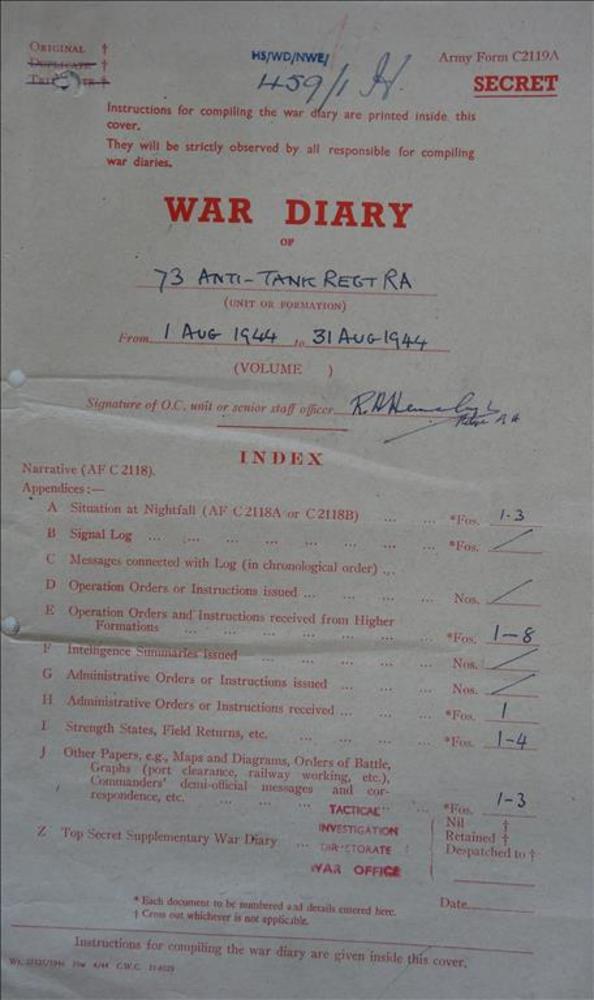 ORIGINAL †
DUPLICATE †
HS/WD/NWE/
459/1 H.
Army Form C2119A
SECRET
Instructions for compiling the war diary are printed inside this
cover.
They will be strictly observed by all responsible for compiling
war diaries.
WAR DIARY
OF
73 ANTI-TANK REGT RA
(UNIT OR FORMATION)
From 1 AUG 1944 to 31 AUG 1944
(VOLUME )
Signature of O.C. unit or senior staff officer
INDEX
Narrative (AF C 2118).
Appendices :—
A Situation at Nightfall (AF C 2118A or C 2118B) ... ... *Fos. 1-3
B Signal Log ... ... ... ... ... ... ... *Fos. /
C Messages connected with Log (in chronological order) ...
D Operation Orders or Instructions issued ... ... ... ... Nos. /
E Operation Orders and Instructions received from Higher
Formations ... ... ... ... ... ... *Fos. 1-8
F Intelligence Summaries issued ... ... ... ... Nos. /
G Administrative Orders or Instructions issued ... ... ... Nos. /
H Administrative Orders or Instructions received ... ... ... *Fos. 1
I Strength States, Field Returns, etc. ... ... ... ... *Fos. 1-4
J Other Papers, e.g., Maps and Diagrams, Orders of Battle,
Graphs (port clearance, railway working, etc.),
Commanders' demi-official messages and cor-
respondence, etc. ... ... ... ... *Fos. 1-3
TACTICAL
INVESTIGATION
DIRECTORATE
WAR OFFICE
Z Top Secret Supplementary War Diary ...
Nil †
Retained †
Despatched to †
* Each document to be numbered and details entered here.
† Cross out whichever is not applicable.
Date
Instructions for compiling the war diary are given inside this cover.